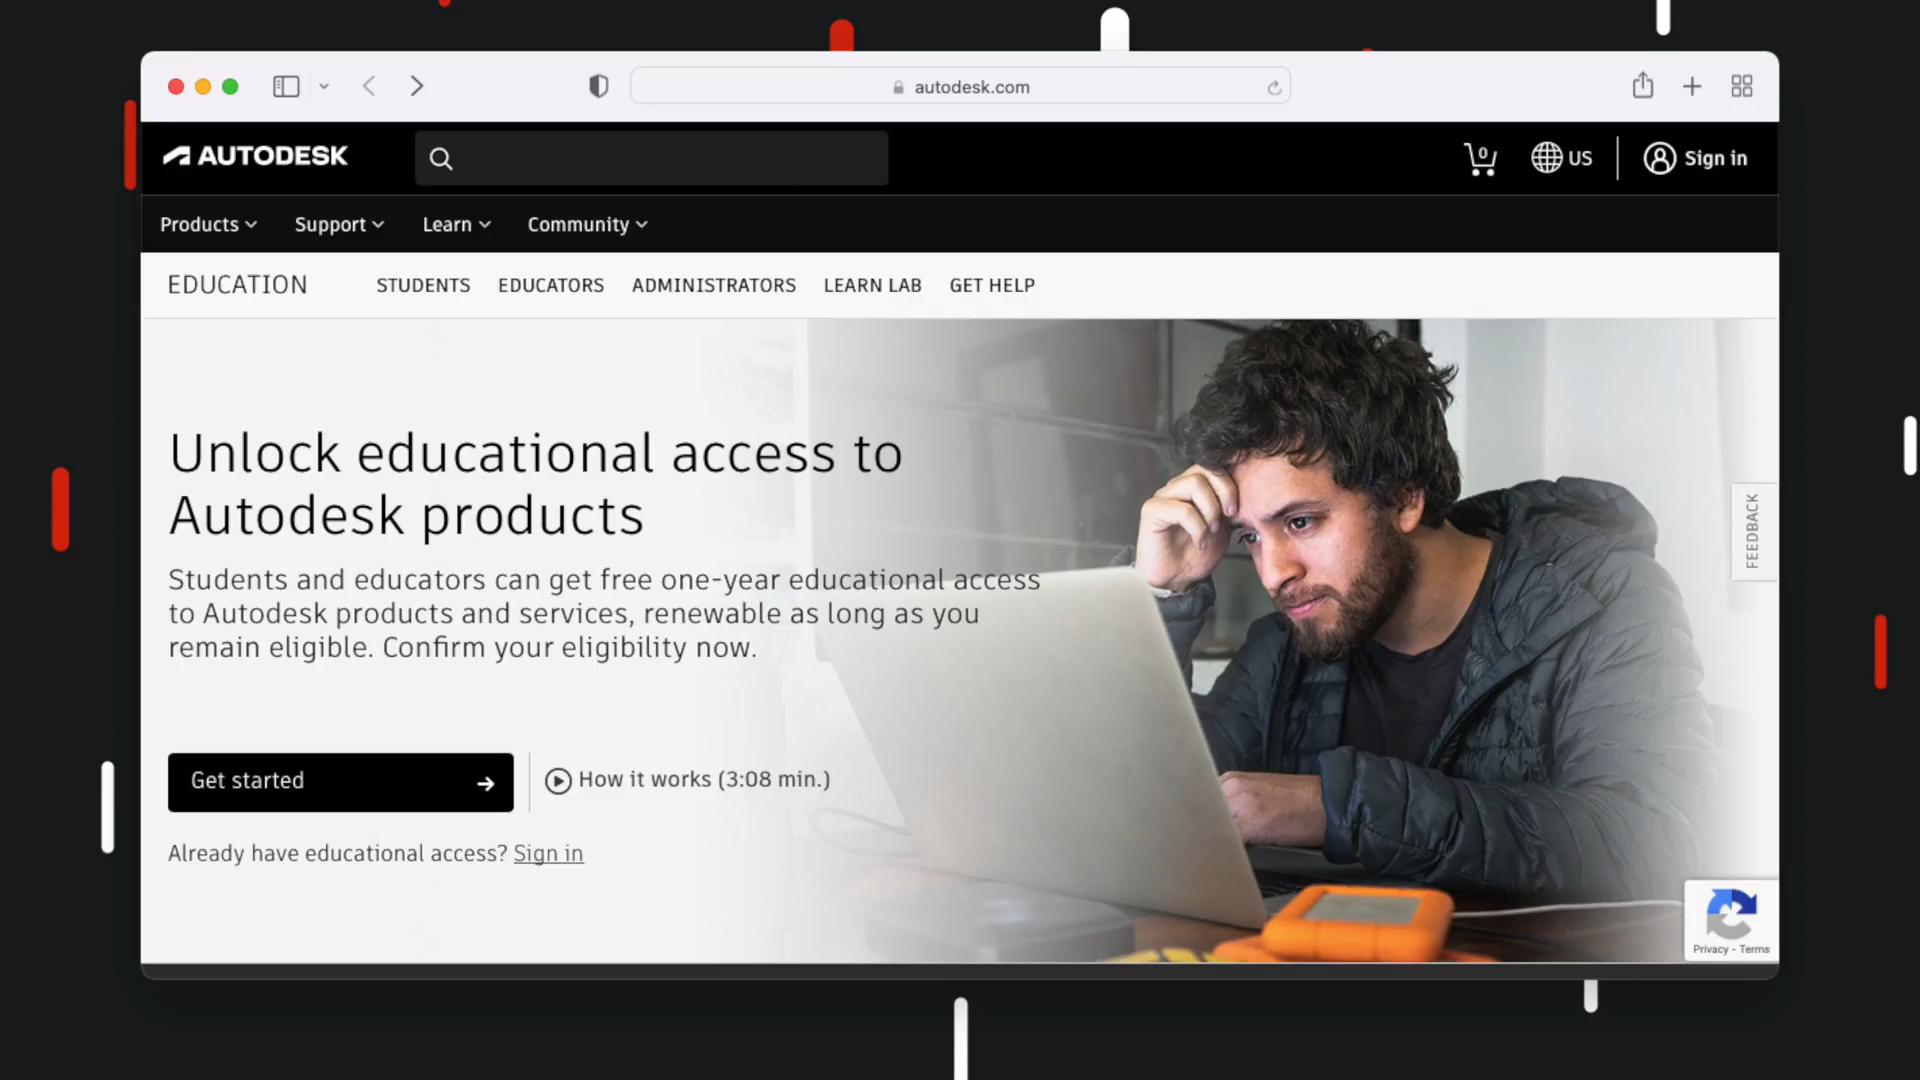 autodesk.com
AUTODESK
0
US
Sign in
Products
Support
Learn
Community
EDUCATION
STUDENTS
EDUCATORS
ADMINISTRATORS
LEARN LAB
GET HELP
Unlock educational access to
Autodesk products
Students and educators can get free one-year educational access
to Autodesk products and services, renewable as long as you
remain eligible. Confirm your eligibility now.
FEEDBACK
Get started
How it works (3:08 min.)
Already have educational access? Sign in
Privacy - Terms